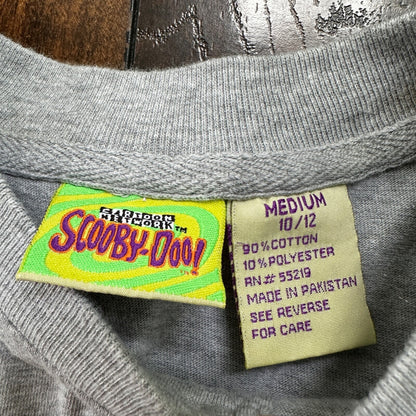 CARTOON
NETWORK™
SCOOBY-DOO!
MEDIUM
10/12
90% COTTON
10% POLYESTER
RN# 55219
MADE IN PAKISTAN
SEE REVERSE
FOR CARE